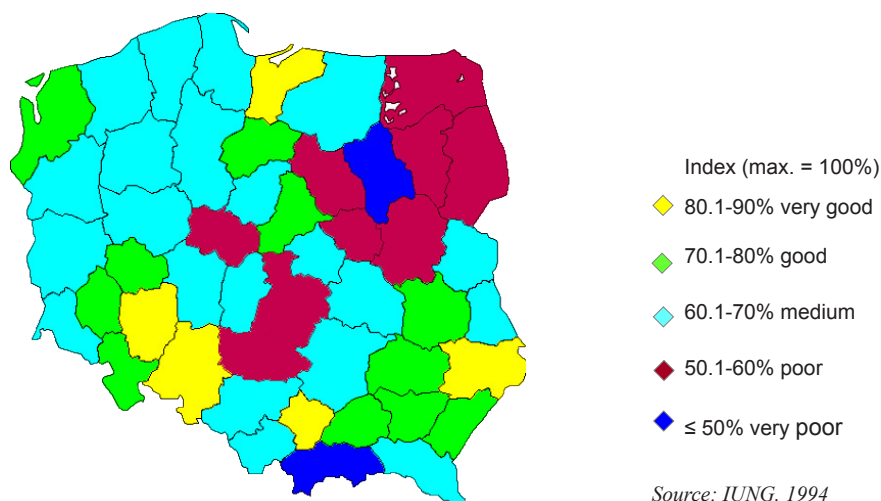 Index (max. = 100%)
80.1-90% very good
70.1-80% good
60.1-70% medium
50.1-60% poor
≤ 50% very poor
Source: IUNG, 1994